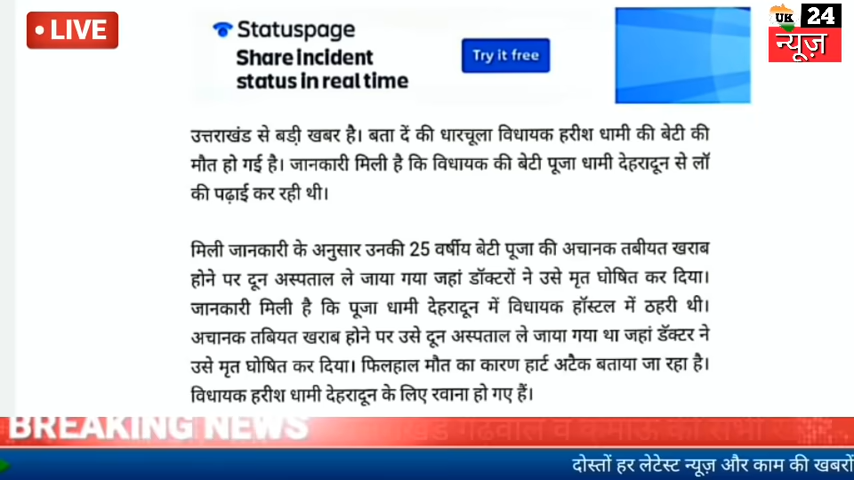 LIVE
Statuspage
Share incident
status in real time
Try it free
UK 24
न्यूज़
उत्तराखंड से बड़ी खबर है। बता दें की धारचूला विधायक हरीश धामी की बेटी की
मौत हो गई है। जानकारी मिली है कि विधायक की बेटी पूजा धामी देहरादून से लॉ
की पढ़ाई कर रही थी।
मिली जानकारी के अनुसार उनकी 25 वर्षीय बेटी पूजा की अचानक तबीयत खराब
होने पर दून अस्पताल ले जाया गया जहां डॉक्टरों ने उसे मृत घोषित कर दिया।
जानकारी मिली है कि पूजा धामी देहरादून में विधायक हॉस्टल में ठहरी थी।
अचानक तबियत खराब होने पर उसे दून अस्पताल ले जाया गया था जहां डॅक्टर ने
उसे मृत घोषित कर दिया। फिलहाल मौत का कारण हार्ट अटैक बताया जा रहा है।
विधायक हरीश धामी देहरादून के लिए रवाना हो गए हैं।
BREAKING NEWS
दोस्तों हर लेटेस्ट न्यूज़ और काम की खबरों